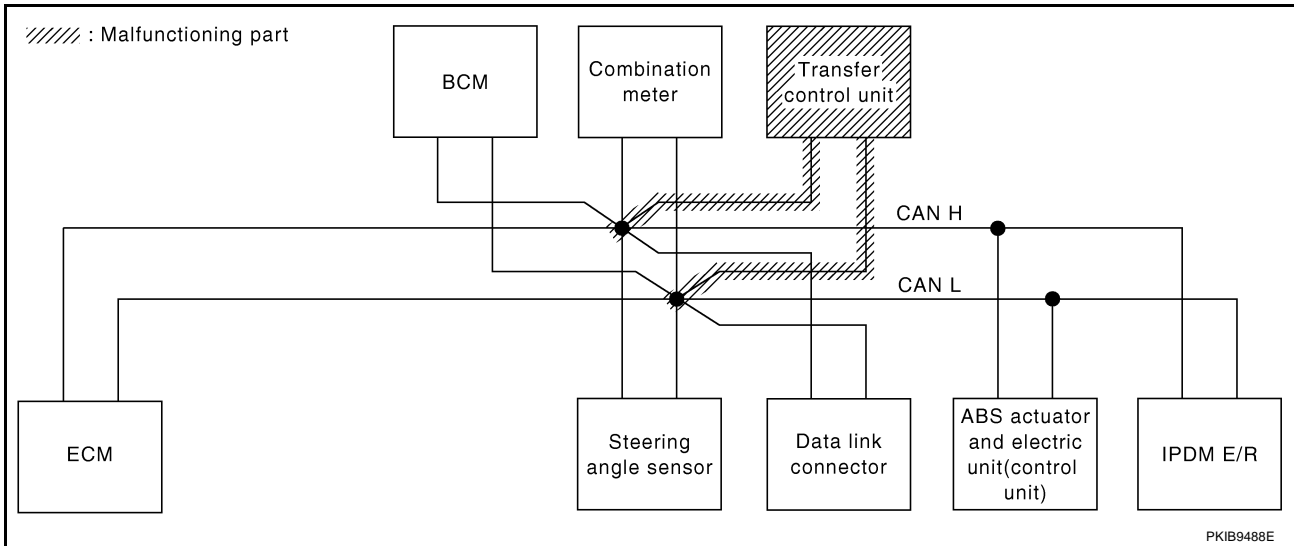 : Malfunctioning part
BCM
Combination
meter
Transfer
control unit
CAN H
CAN L
ECM
Steering
angle sensor
Data link
connector
ABS actuator
and electric
unit(control
unit)
IPDM E/R
PKIB9488E